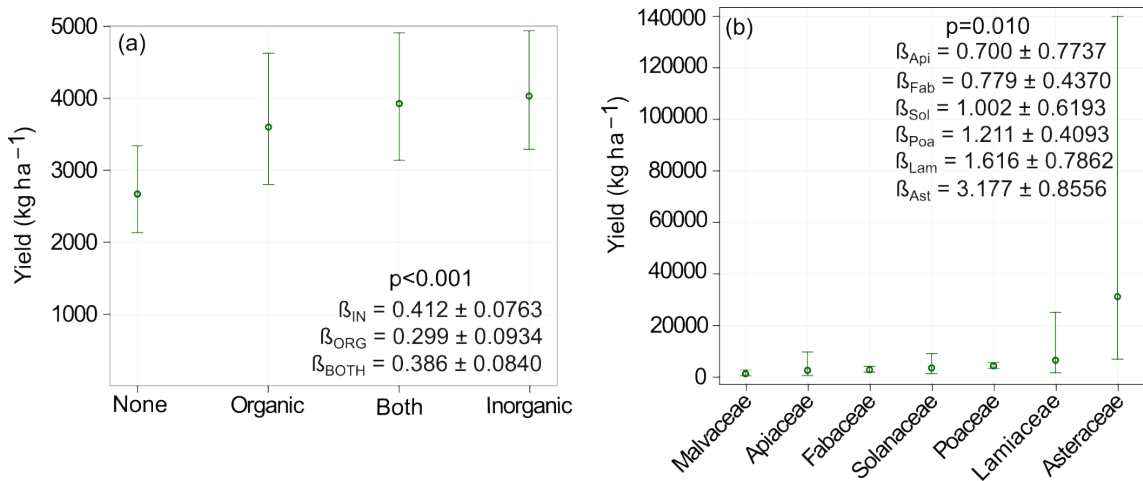 (a)
Yield (kg ha⁻¹)
5000
4000
3000
2000
1000
p<0.001
ßIN = 0.412 ± 0.0763
ßORG = 0.299 ± 0.0934
ßBOTH = 0.386 ± 0.0840
None Organic Both Inorganic
(b)
Yield (kg ha⁻¹)
140000
120000
100000
80000
60000
40000
20000
0
p=0.010
ßApi = 0.700 ± 0.7737
ßFab = 0.779 ± 0.4370
ßSol = 1.002 ± 0.6193
ßPoa = 1.211 ± 0.4093
ßLam = 1.616 ± 0.7862
ßAst = 3.177 ± 0.8556
Malvaceae Apiaceae Fabaceae Solanaceae Poaceae Lamiaceae Asteraceae